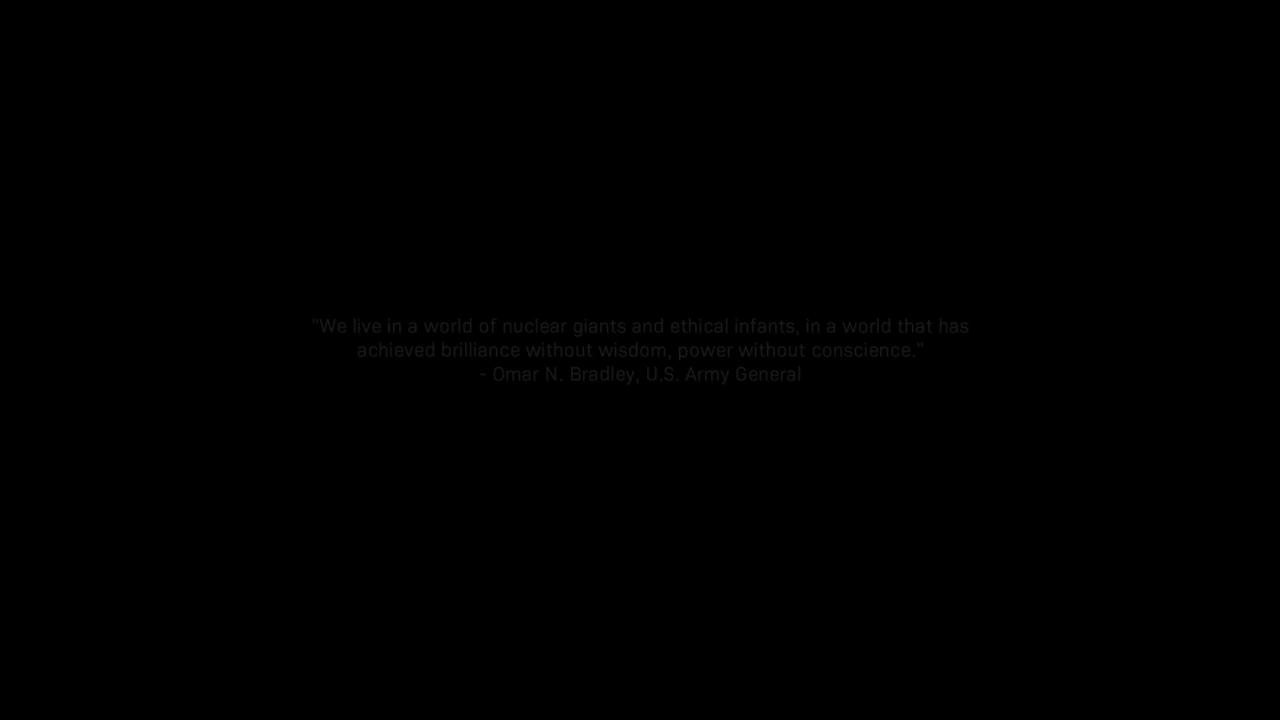 "We live in a world of nuclear giants and ethical infants, in a world that has
achieved brilliance without wisdom, power without conscience."
- Omar N. Bradley, U.S. Army General